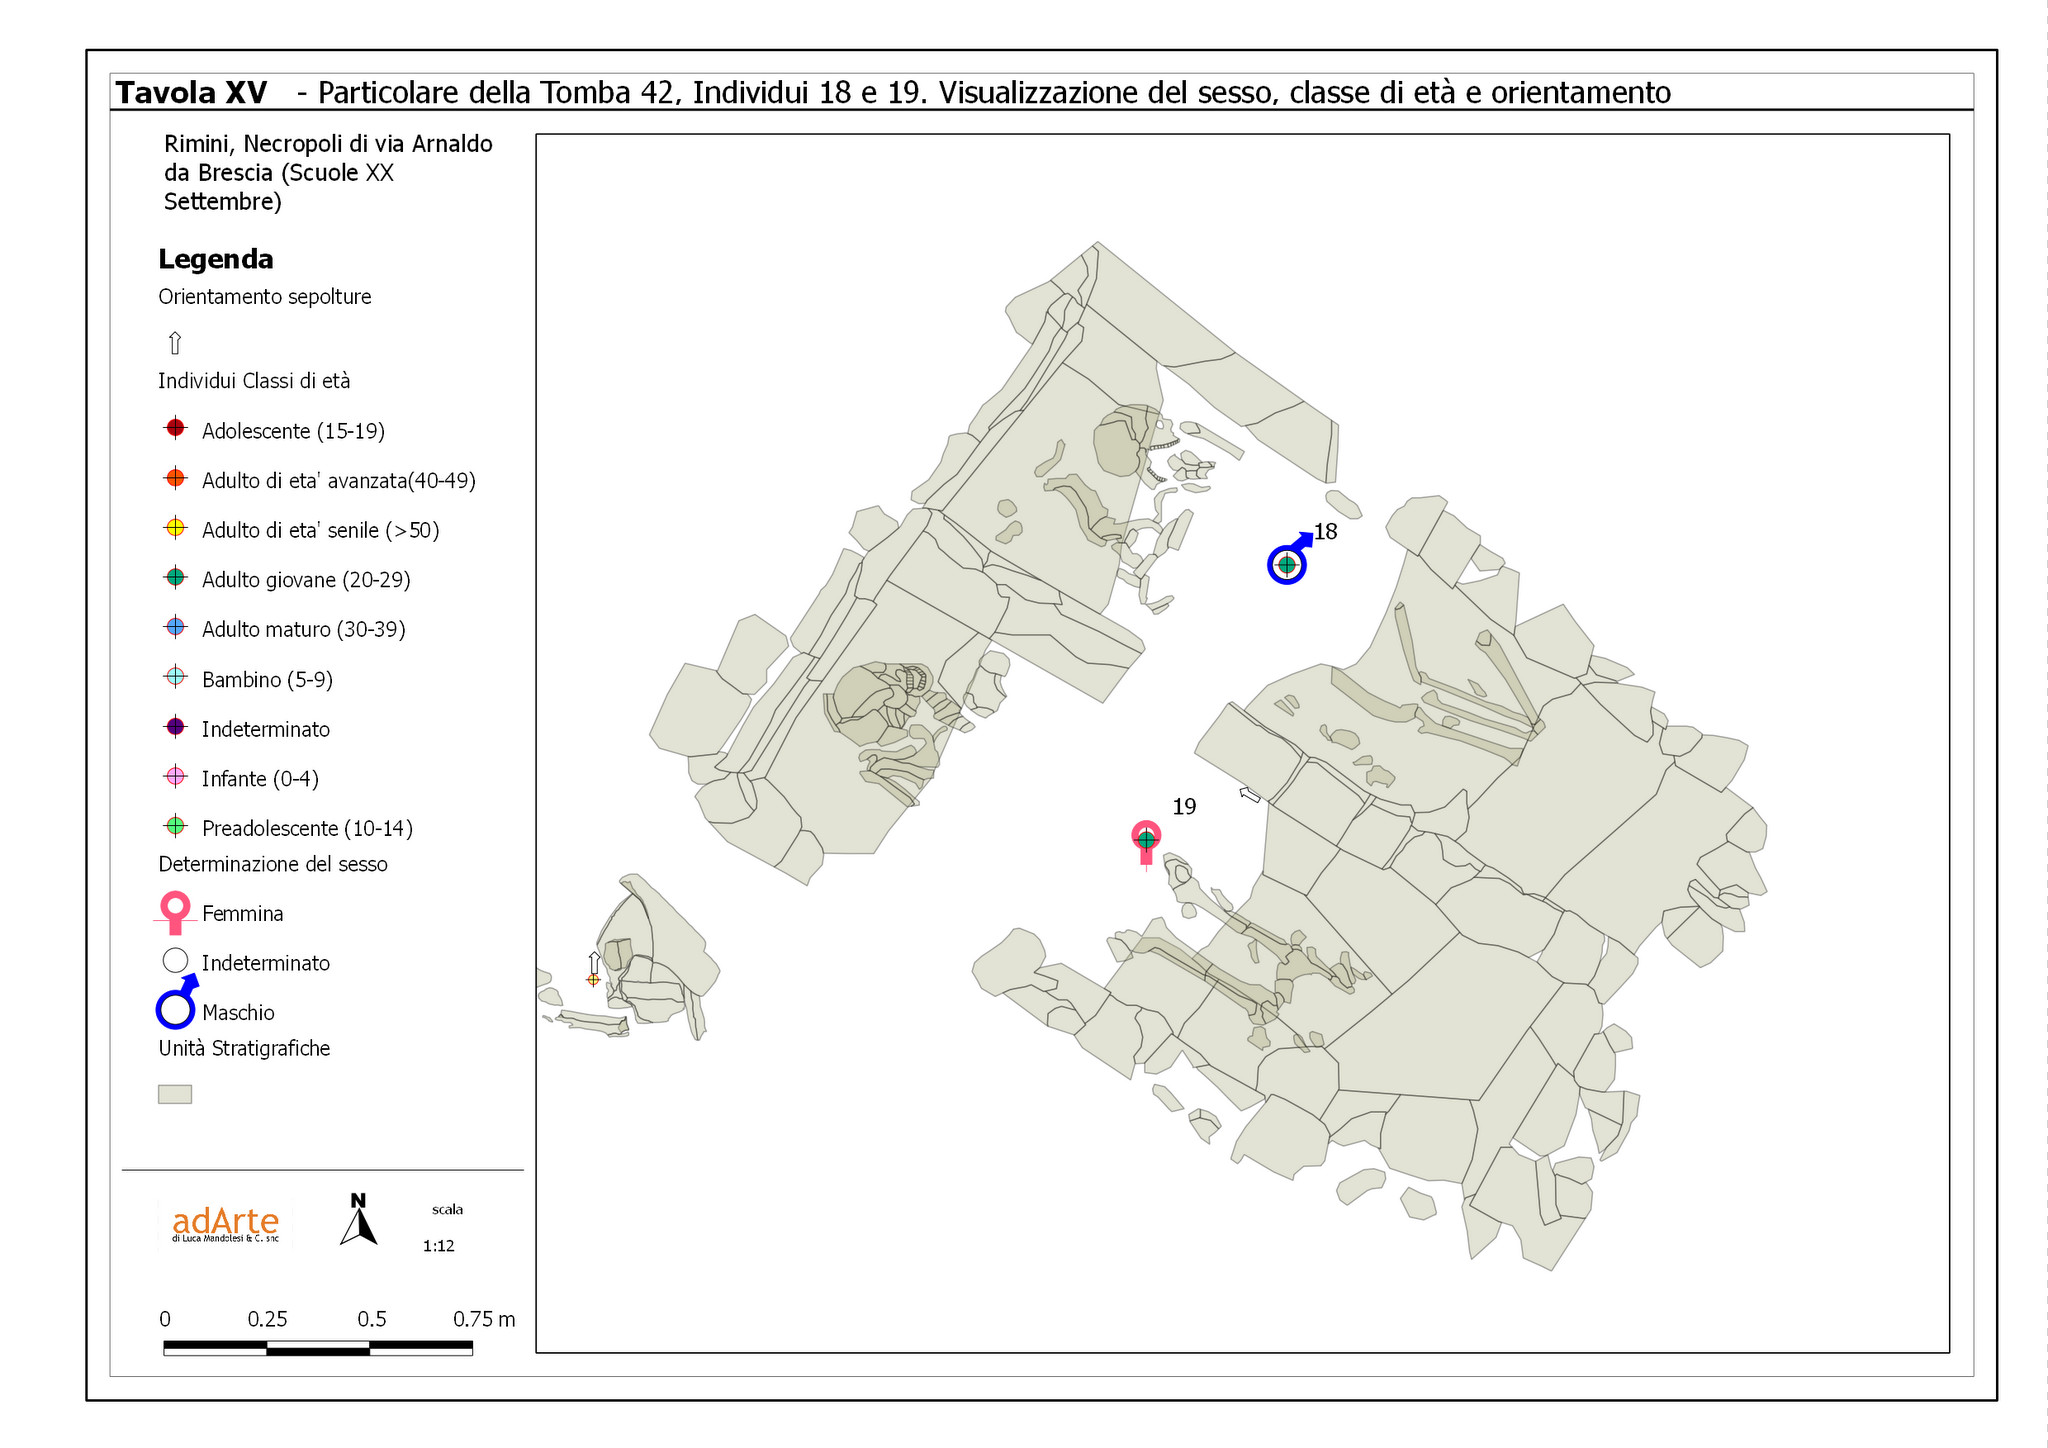 Tavola XV - Particolare della Tomba 42, Individui 18 e 19. Visualizzazione del sesso, classe di età e orientamento
Rimini, Necropoli di via Arnaldo
da Brescia (Scuole XX
Settembre)
Legenda
Orientamento sepolture
Individui Classi di età
Adolescente (15-19)
Adulto di eta' avanzata(40-49)
Adulto di eta' senile (>50)
Adulto giovane (20-29)
Adulto maturo (30-39)
Bambino (5-9)
Indeterminato
Infante (0-4)
Preadolescente (10-14)
Determinazione del sesso
Femmina
Indeterminato
Maschio
Unità Stratigrafiche
adArte
di Luca Mandolesi & C. snc
N
scala
1:12
0 0.25 0.5 0.75 m
18
19